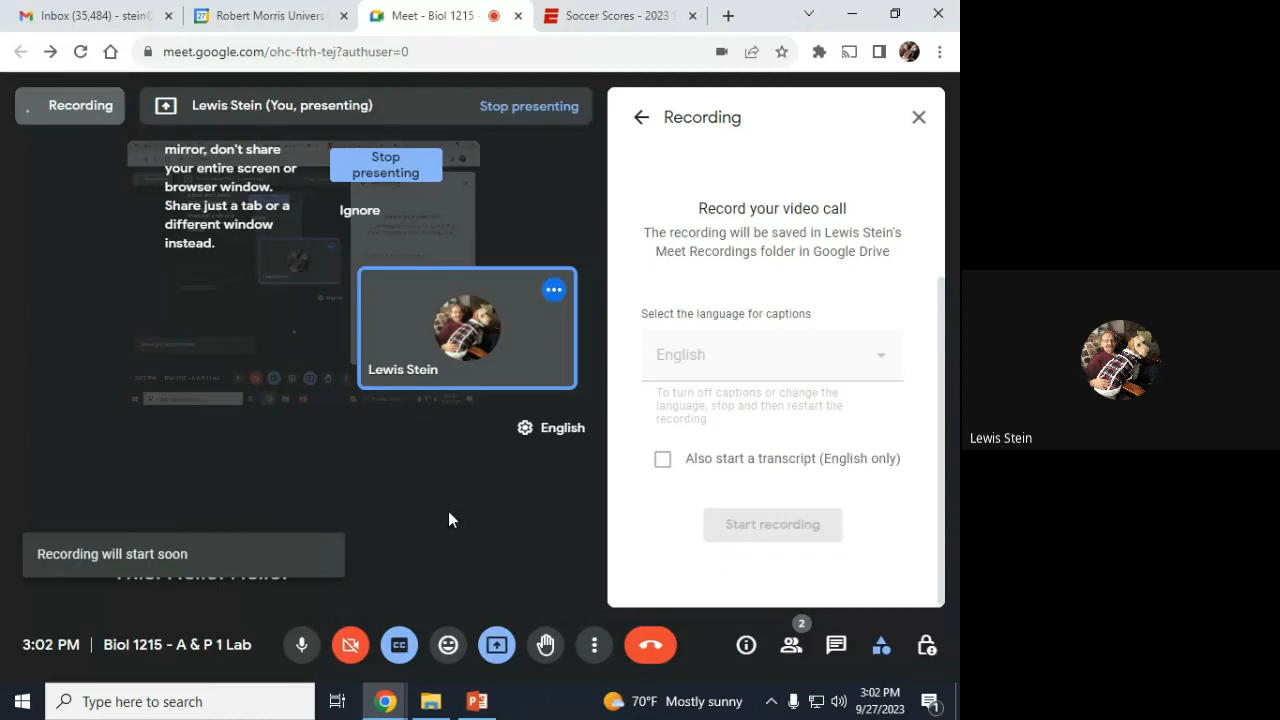 Inbox (35,484) - stein@
Robert Morris Univers
Meet - Biol 1215 -
Soccer Scores - 2023 S
meet.google.com/ohc-ftrh-tej?authuser=0
Recording
Lewis Stein (You, presenting)
Stop presenting
mirror, don't share
your entire screen or
browser window.
Share just a tab or a
different window
instead.
Stop
presenting
Ignore
Lewis Stein
English
Recording will start soon
Recording
Record your video call
The recording will be saved in Lewis Stein's
Meet Recordings folder in Google Drive
Select the language for captions
English
To turn off captions or change the
language, stop and then restart the
recording
Also start a transcript (English only)
Start recording
Lewis Stein
3:02 PM | Biol 1215 - A & P 1 Lab
CC
2
Type here to search
70°F Mostly sunny
3:02 PM
9/27/2023
1